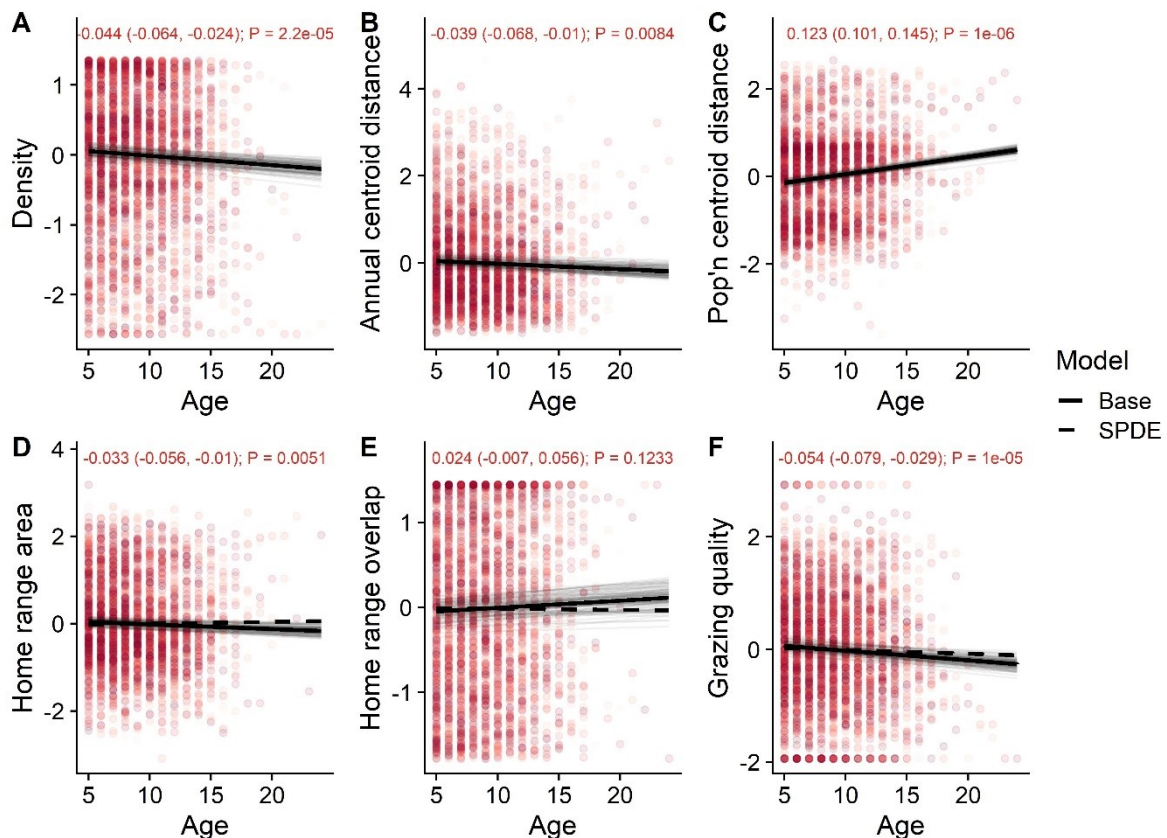 A
-0.044 (-0.064, -0.024); P = 2.2e-05
Density
1
0
-1
-2
5 10 15 20
Age
B
-0.039 (-0.068, -0.01); P = 0.0084
Annual centroid distance
4
2
0
5 10 15 20
Age
C
0.123 (0.101, 0.145); P = 1e-06
Pop'n centroid distance
2
0
-2
5 10 15 20
Age
Model
Base
SPDE
D
-0.033 (-0.056, -0.01); P = 0.0051
Home range area
4
2
0
-2
5 10 15 20
Age
E
0.024 (-0.007, 0.056); P = 0.1233
Home range overlap
1
0
-1
5 10 15 20
Age
F
-0.054 (-0.079, -0.029); P = 1e-05
Grazing quality
2
0
-2
5 10 15 20
Age